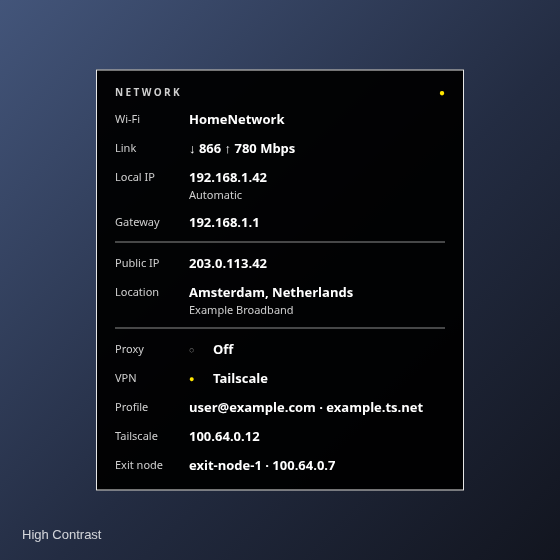 NETWORK
Wi-Fi HomeNetwork
Link ↓ 866 ↑ 780 Mbps
Local IP 192.168.1.42
Automatic
Gateway 192.168.1.1
Public IP 203.0.113.42
Location Amsterdam, Netherlands
Example Broadband
Proxy ○ Off
VPN ● Tailscale
Profile user@example.com · example.ts.net
Tailscale 100.64.0.12
Exit node exit-node-1 · 100.64.0.7
High Contrast